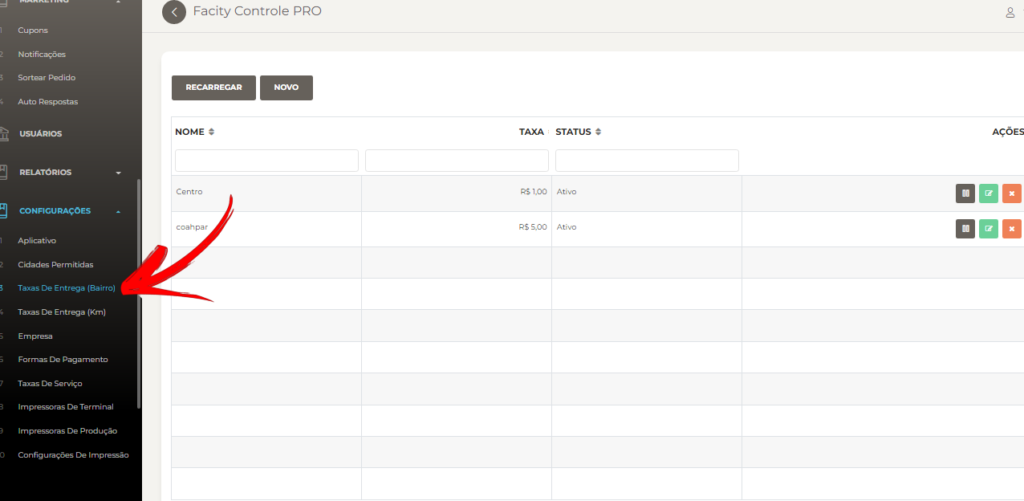 MARKETING
1 Cupons
2 Notificações
3 Sortear Pedido
4 Auto Respostas
USUÁRIOS
RELATÓRIOS
CONFIGURAÇÕES
1 Aplicativo
2 Cidades Permitidas
3 Taxas De Entrega (Bairro)
4 Taxas De Entrega (Km)
5 Empresa
6 Formas De Pagamento
7 Taxas De Serviço
8 Impressoras De Terminal
9 Impressoras De Produção
0 Configurações De Impressão
Facity Controle PRO
RECARREGAR NOVO
NOME TAXA STATUS AÇÕES
Centro R$ 1,00 Ativo
coahpar R$ 5,00 Ativo